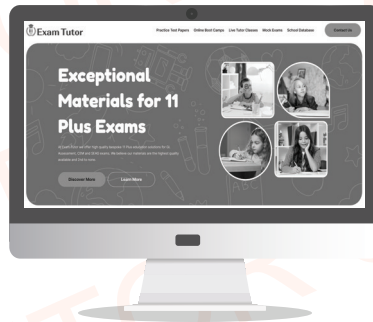 Exam Tutor
Practice Test Papers Online Boot Camps Live Tutor Classes Mock Exams School Database Contact Us
Exceptional
Materials for 11
Plus Exams
Discover More Learn More